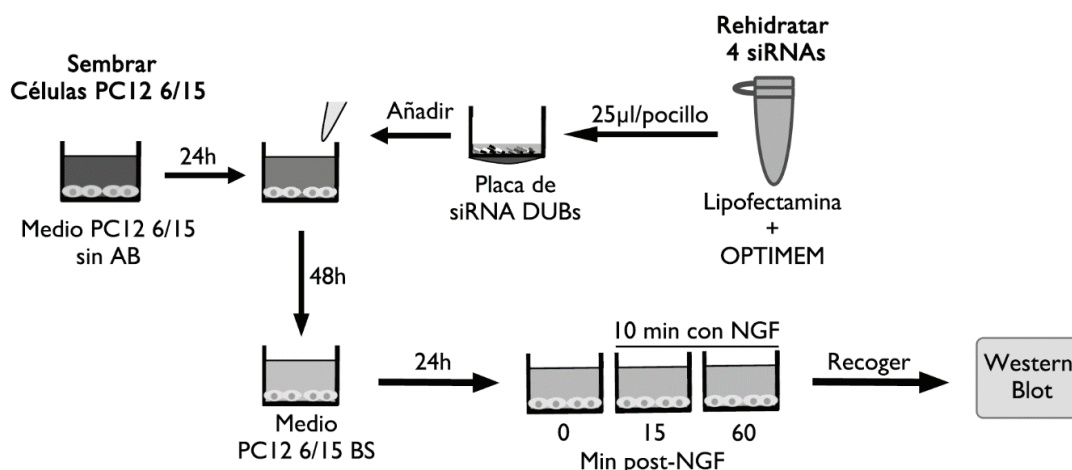 Sembrar
Células PC12 6/15
24h
Medio PC12 6/15
sin AB
Añadir
Placa de
siRNA DUBs
25µl/pocillo
Rehidratar
4 siRNAs
Lipofectamina
+
OPTIMEM
48h
Medio
PC12 6/15 BS
24h
10 min con NGF
0 15 60
Min post-NGF
Recoger
Western
Blot